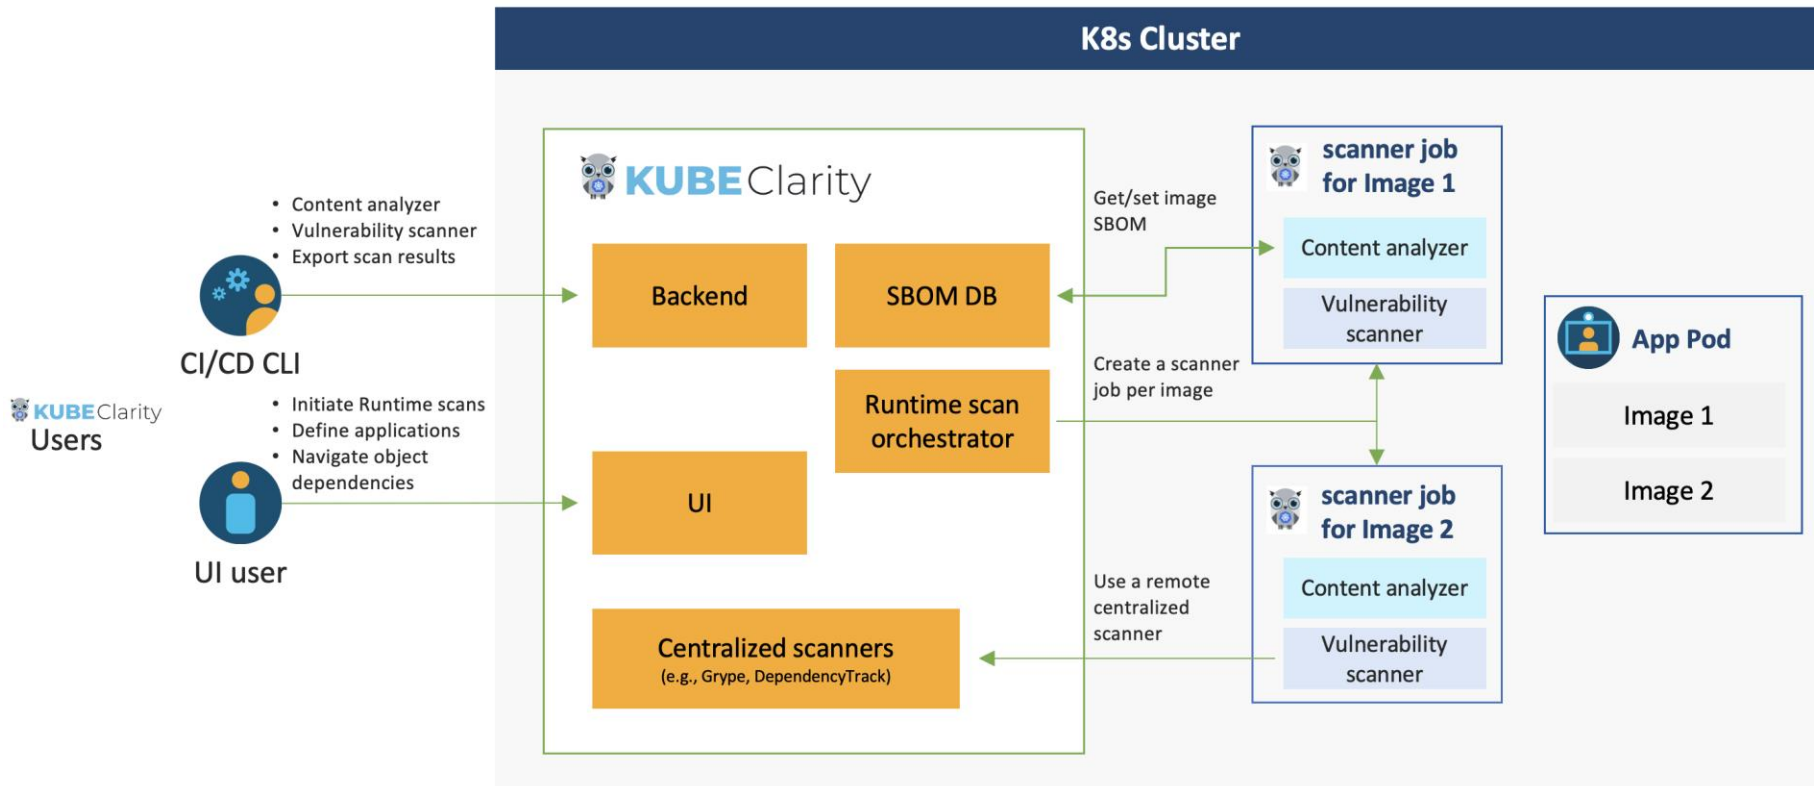 K8s Cluster
KUBEClarity
Users
CI/CD CLI
• Content analyzer
• Vulnerability scanner
• Export scan results
UI user
• Initiate Runtime scans
• Define applications
• Navigate object
dependencies
KUBEClarity
Backend
SBOM DB
Runtime scan
orchestrator
UI
Centralized scanners
(e.g., Grype, DependencyTrack)
Get/set image
SBOM
Create a scanner
job per image
Use a remote
centralized
scanner
scanner job
for Image 1
Content analyzer
Vulnerability
scanner
scanner job
for Image 2
Content analyzer
Vulnerability
scanner
App Pod
Image 1
Image 2